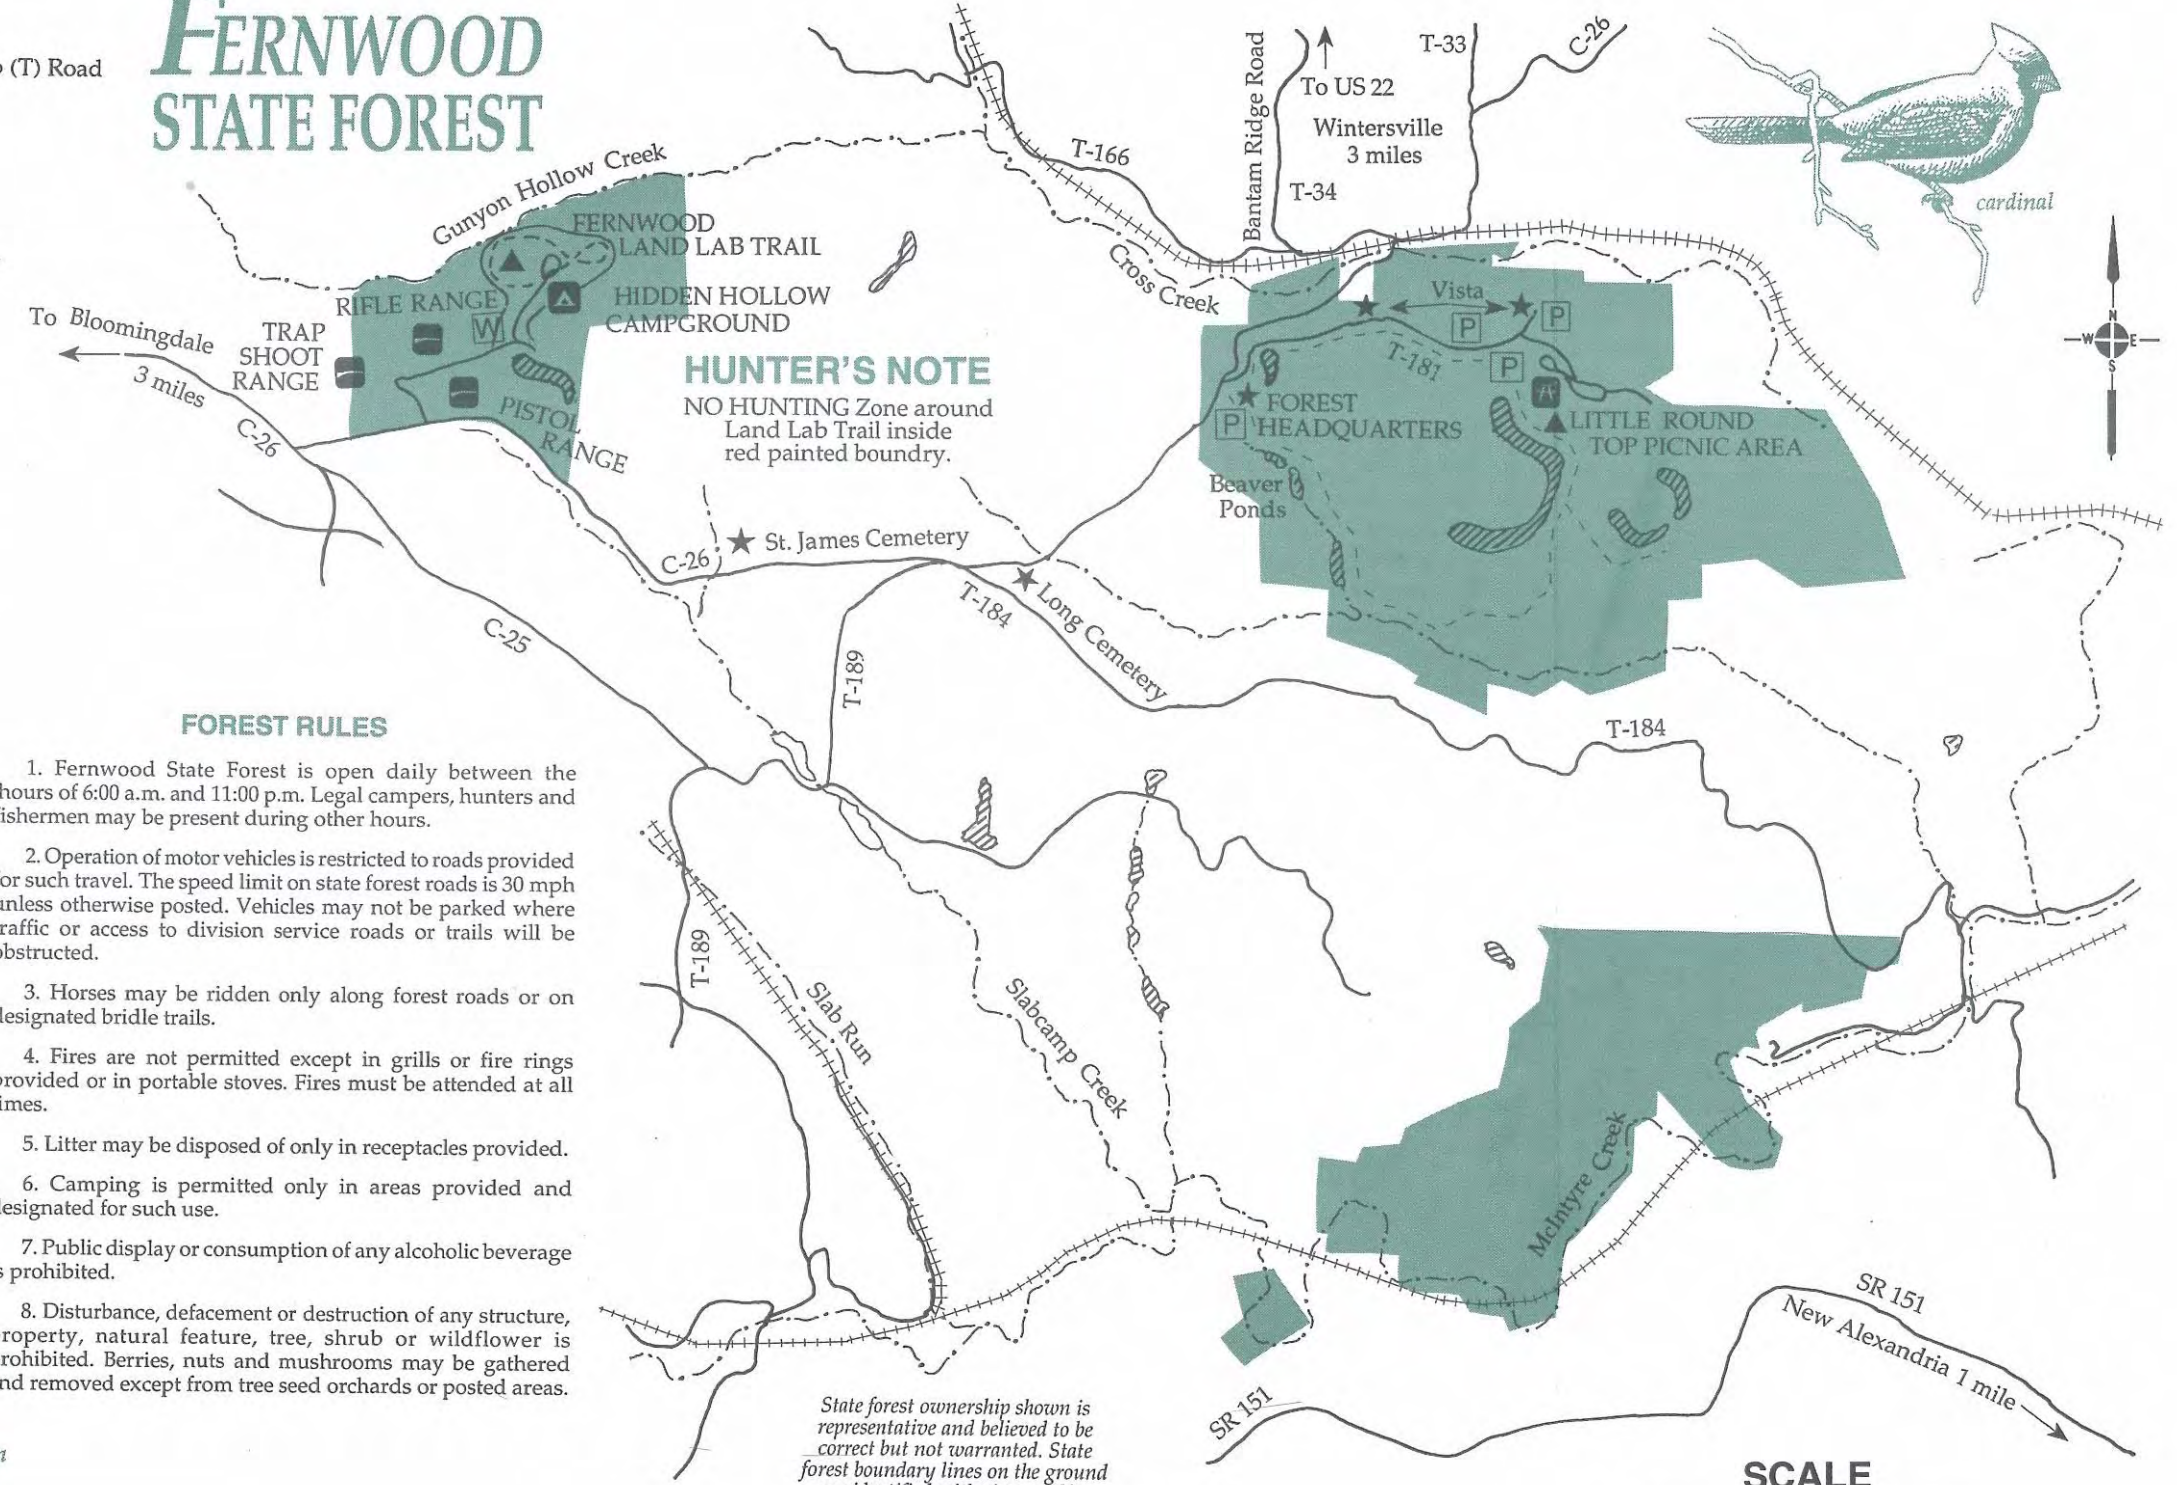 (T) Road
FERNWOOD
STATE FOREST
Gunyon Hollow Creek
FERNWOOD
LAND LAB TRAIL
RIFLE RANGE
W
HIDDEN HOLLOW
CAMPGROUND
TRAP
SHOOT
RANGE
PISTOL
RANGE
To Bloomingdale
3 miles
C-26
HUNTER'S NOTE
NO HUNTING Zone around
Land Lab Trail inside
red painted boundry.
T-166
Bantam Ridge Road
To US 22
Wintersville
3 miles
T-34
T-33
C-26
cardinal
N
W E
S
Cross Creek
Vista
P
P
T-181
P
FOREST
P HEADQUARTERS
LITTLE ROUND
TOP PICNIC AREA
Beaver
Ponds
C-26
St. James Cemetery
T-184
Long Cemetery
C-25
T-189
T-184
T-189
Slab Run
Slabcamp Creek
McIntyre Creek
SR 151
New Alexandria 1 mile
SR 151
FOREST RULES
1. Fernwood State Forest is open daily between the
hours of 6:00 a.m. and 11:00 p.m. Legal campers, hunters and
ishermen may be present during other hours.
2. Operation of motor vehicles is restricted to roads provided
or such travel. The speed limit on state forest roads is 30 mph
unless otherwise posted. Vehicles may not be parked where
raffic or access to division service roads or trails will be
obstructed.
3. Horses may be ridden only along forest roads or on
designated bridle trails.
4. Fires are not permitted except in grills or fire rings
provided or in portable stoves. Fires must be attended at all
imes.
5. Litter may be disposed of only in receptacles provided.
6. Camping is permitted only in areas provided and
designated for such use.
7. Public display or consumption of any alcoholic beverage
s prohibited.
8. Disturbance, defacement or destruction of any structure,
roperty, natural feature, tree, shrub or wildflower is
rohibited. Berries, nuts and mushrooms may be gathered
nd removed except from tree seed orchards or posted areas.
State forest ownership shown is
representative and believed to be
correct but not warranted. State
forest boundary lines on the ground
SCALE